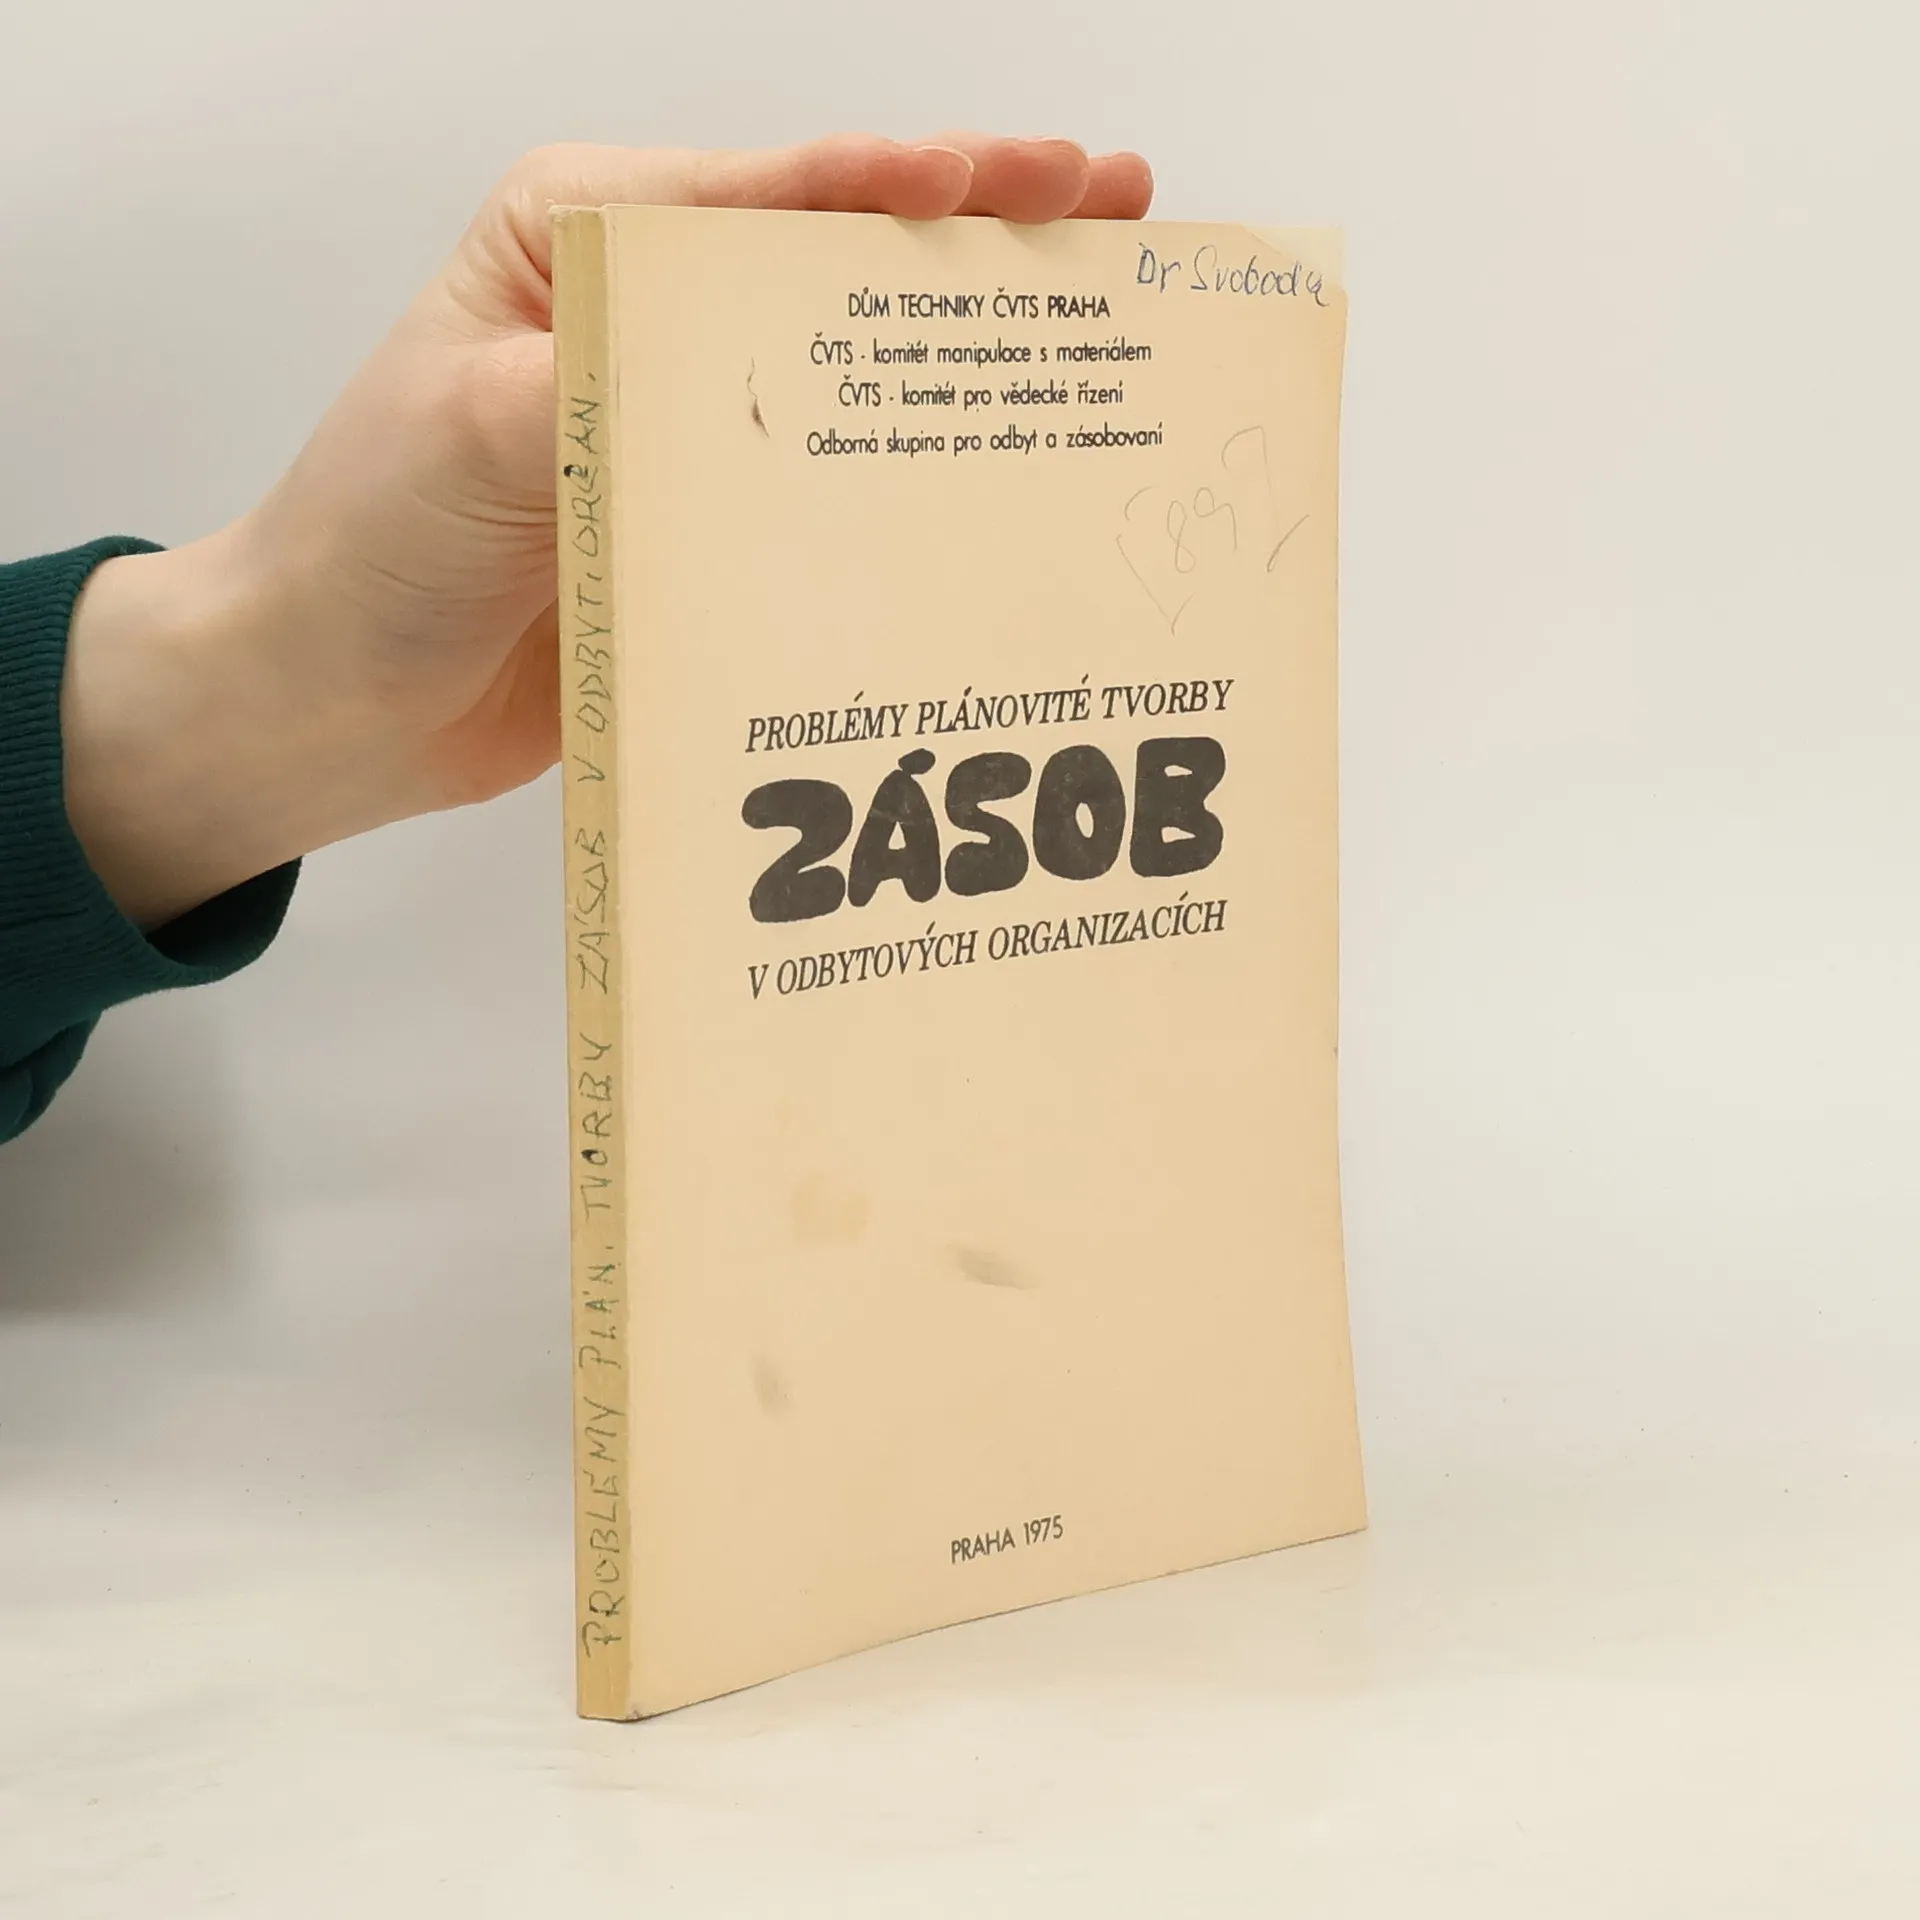 Dr Svoboda
DŮM TECHNIKY ČVTS PRAHA
ČVTS - komitét manipulace s materiálem
ČVTS - komitét pro vědecké řízení
Odborná skupina pro odbyt a zásobovaní
PROBLÉMY PLÁNOVITÉ TVORBY
ZÁSOB
V ODBYTOVÝCH ORGANIZACÍCH
PRAHA 1975
PROBLÉMY PLÁN. TVORBY ZÁSOB V ODBYT. ORGAN.